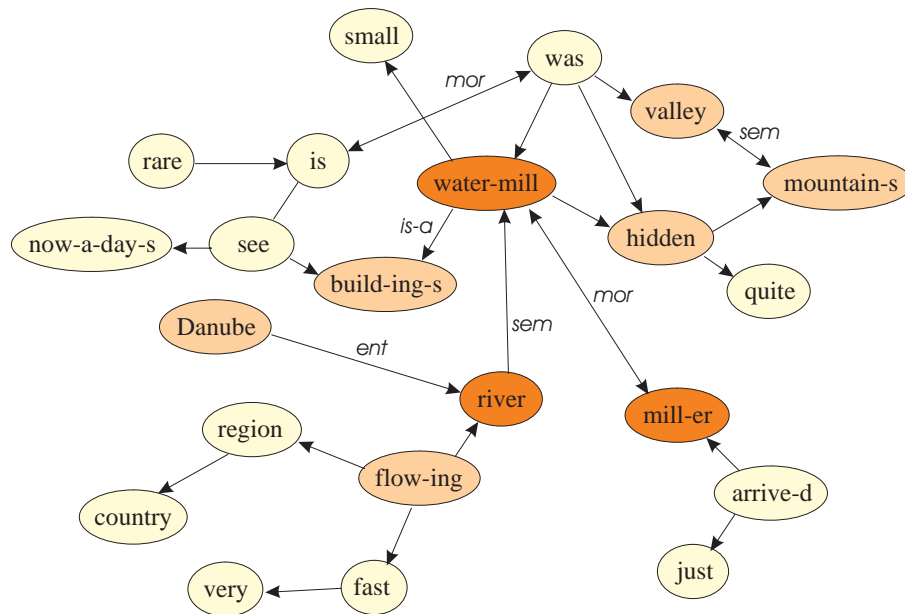 small
was
mor
valley
sem
rare
is
water-mill
mountain-s
is-a
now-a-day-s
see
hidden
build-ing-s
mor
quite
Danube
sem
ent
river
mill-er
region
flow-ing
arrive-d
country
very
fast
just